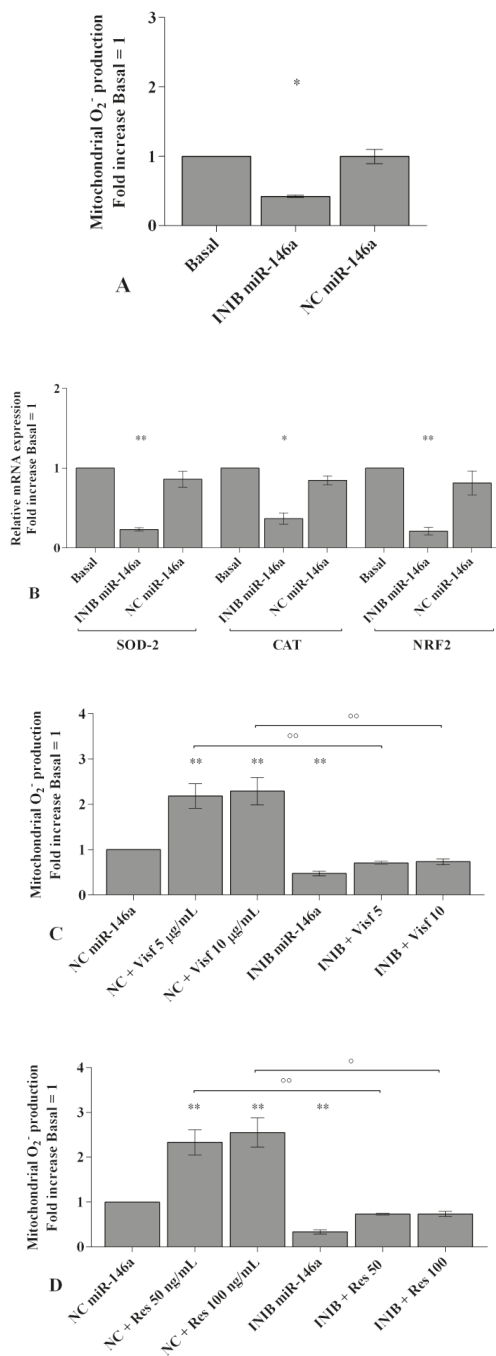 Mitochondrial O2- production
Fold increase Basal = 1
3
2
1
0
*
Basal
INIB miR-146a
NC miR-146a
A
Relative mRNA expression
Fold increase Basal = 1
2
1
0
**
*
**
Basal
INIB miR-146a
NC miR-146a
Basal
INIB miR-146a
NC miR-146a
Basal
INIB miR-146a
NC miR-146a
SOD-2
CAT
NRF2
B
Mitochondrial O2- production
Fold increase Basal = 1
4
3
2
1
0
°°
°°
**
**
**
NC miR-146a
NC + Visf 5 μg/mL
NC + Visf 10 μg/mL
INIB miR-146a
INIB + Visf 5
INIB + Visf 10
C
Mitochondrial O2- production
Fold increase Basal = 1
4
3
2
1
0
°
°°
**
**
**
NC miR-146a
NC + Res 50 ng/mL
NC + Res 100 ng/mL
INIB miR-146a
INIB + Res 50
INIB + Res 100
D